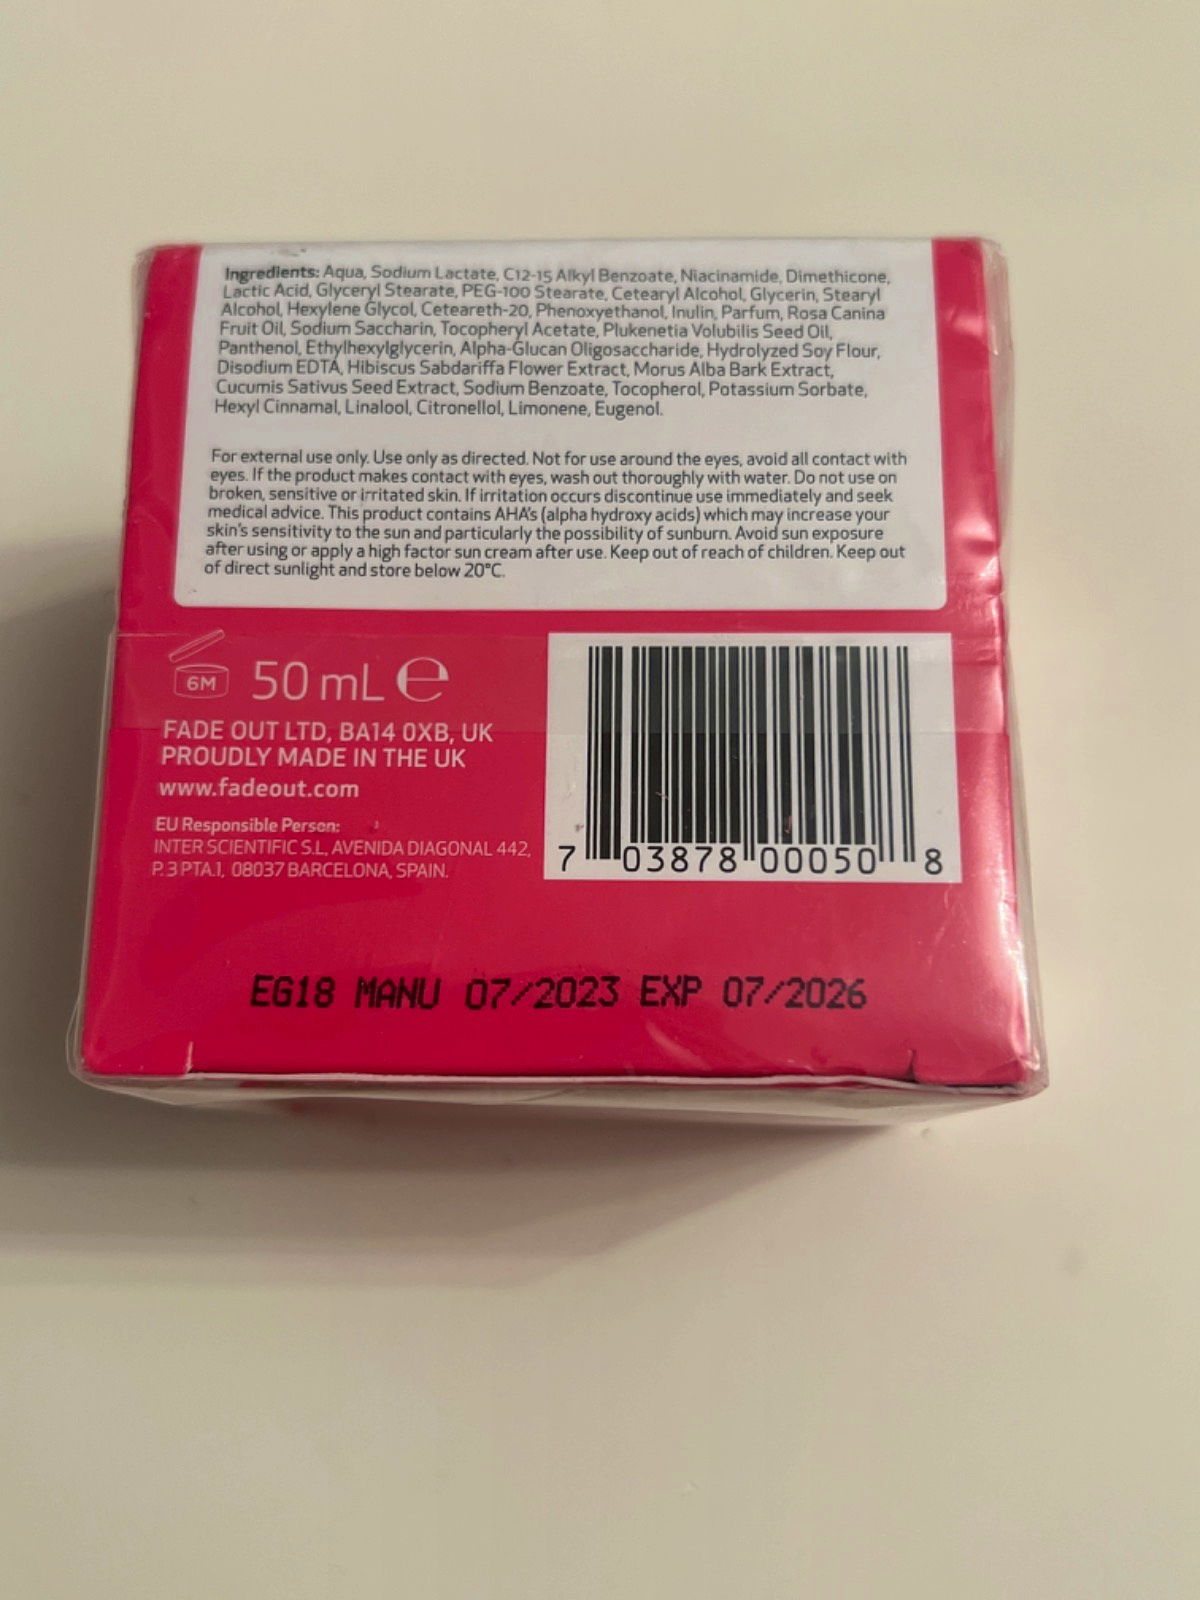 Ingredients: Aqua, Sodium Lactate, C12-15 Alkyl Benzoate, Niacinamide, Dimethicone,
Lactic Acid, Glyceryl Stearate, PEG-100 Stearate, Cetearyl Alcohol, Glycerin, Stearyl
Alcohol, Hexylene Glycol, Ceteareth-20, Phenoxyethanol, Inulin, Parfum, Rosa Canina
Fruit Oil, Sodium Saccharin, Tocopheryl Acetate, Plukenetia Volubilis Seed Oil,
Panthenol, Ethylhexylglycerin, Alpha-Glucan Oligosaccharide, Hydrolyzed Soy Flour,
Disodium EDTA, Hibiscus Sabdariffa Flower Extract, Morus Alba Bark Extract,
Cucumis Sativus Seed Extract, Sodium Benzoate, Tocopherol, Potassium Sorbate,
Hexyl Cinnamal, Linalool, Citronellol, Limonene, Eugenol.
For external use only. Use only as directed. Not for use around the eyes, avoid all contact with
eyes. If the product makes contact with eyes, wash out thoroughly with water. Do not use on
broken, sensitive or irritated skin. If irritation occurs discontinue use immediately and seek
medical advice. This product contains AHA's (alpha hydroxy acids) which may increase your
skin's sensitivity to the sun and particularly the possibility of sunburn. Avoid sun exposure
after using or apply a high factor sun cream after use. Keep out of reach of children. Keep out
of direct sunlight and store below 20°C.
6M 50 mL ℮
FADE OUT LTD, BA14 0XB, UK
PROUDLY MADE IN THE UK
www.fadeout.com
EU Responsible Person:
INTER SCIENTIFIC S.L, AVENIDA DIAGONAL 442,
P.3 PTA.1, 08037 BARCELONA, SPAIN.
7 03878 00050 8
EG18 MANU 07/2023 EXP 07/2026